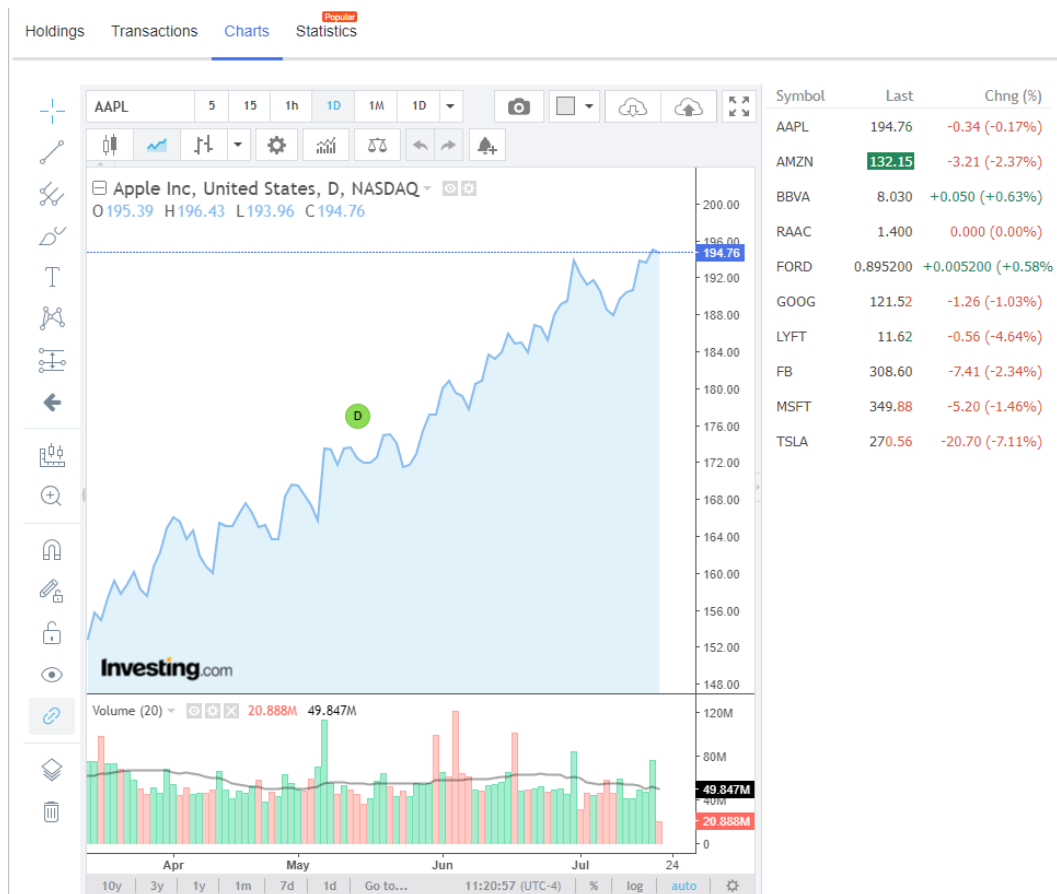 Popular
Holdings Transactions Charts Statistics
AAPL 5 15 1h 1D 1M 1D
Symbol Last Chng (%)
AAPL 194.76 -0.34 (-0.17%)
AMZN 132.15 -3.21 (-2.37%)
BBVA 8.030 +0.050 (+0.63%)
RAAC 1.400 0.000 (0.00%)
FORD 0.895200 +0.005200 (+0.58%
GOOG 121.52 -1.26 (-1.03%)
LYFT 11.62 -0.56 (-4.64%)
FB 308.60 -7.41 (-2.34%)
MSFT 349.88 -5.20 (-1.46%)
TSLA 270.56 -20.70 (-7.11%)
Apple Inc, United States, D, NASDAQ
O 195.39 H 196.43 L 193.96 C 194.76
200.00
196.00
194.76
192.00
188.00
184.00
180.00
D
176.00
172.00
168.00
164.00
160.00
156.00
152.00
148.00
Investing.com
T
Volume (20) 20.888M 49.847M
120M
80M
49.847M
40M
20.888M
0
Apr May Jun Jul 24
10y 3y 1y 1m 7d 1d Go to... 11:20:57 (UTC-4) % log auto